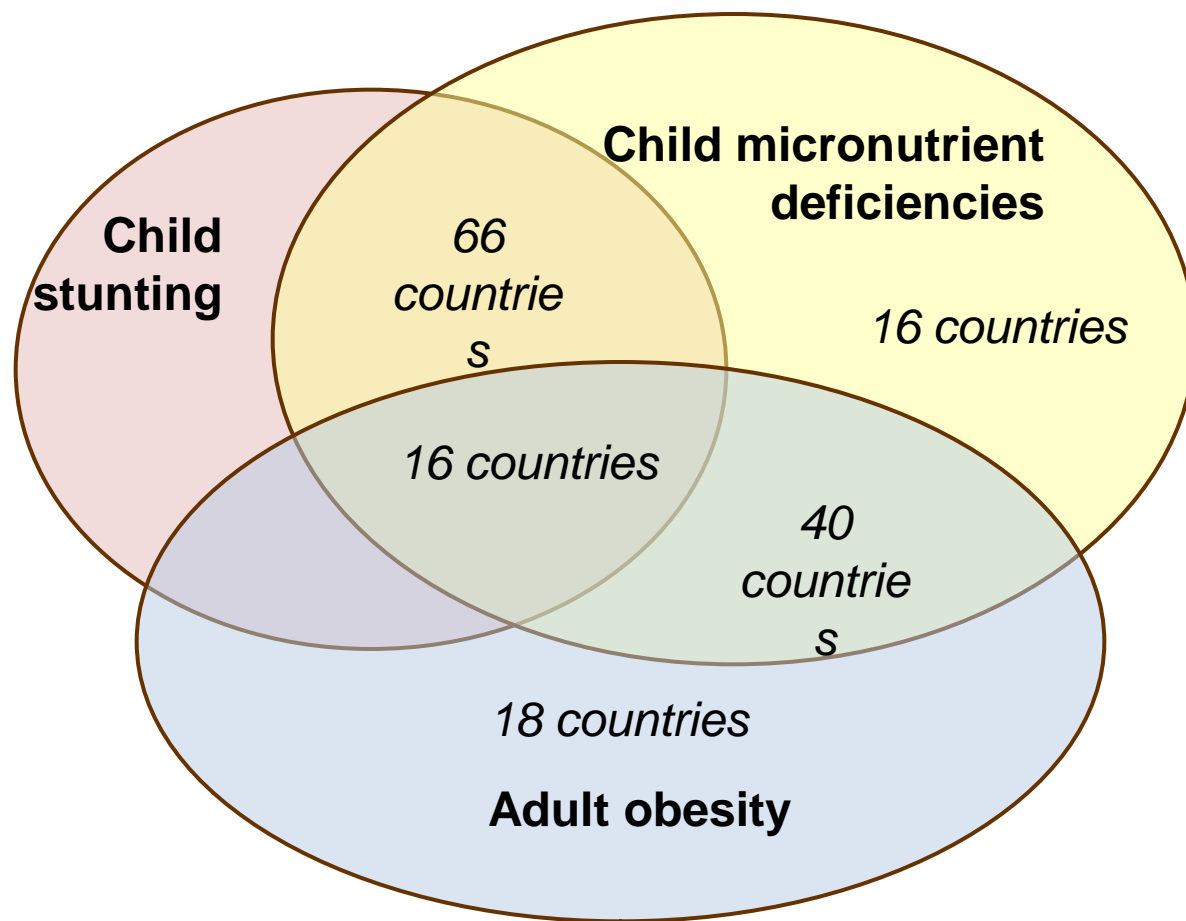 Child micronutrient
deficiencies
Child
stunting
66
countrie
s
16 countries
16 countries
40
countrie
s
18 countries
Adult obesity